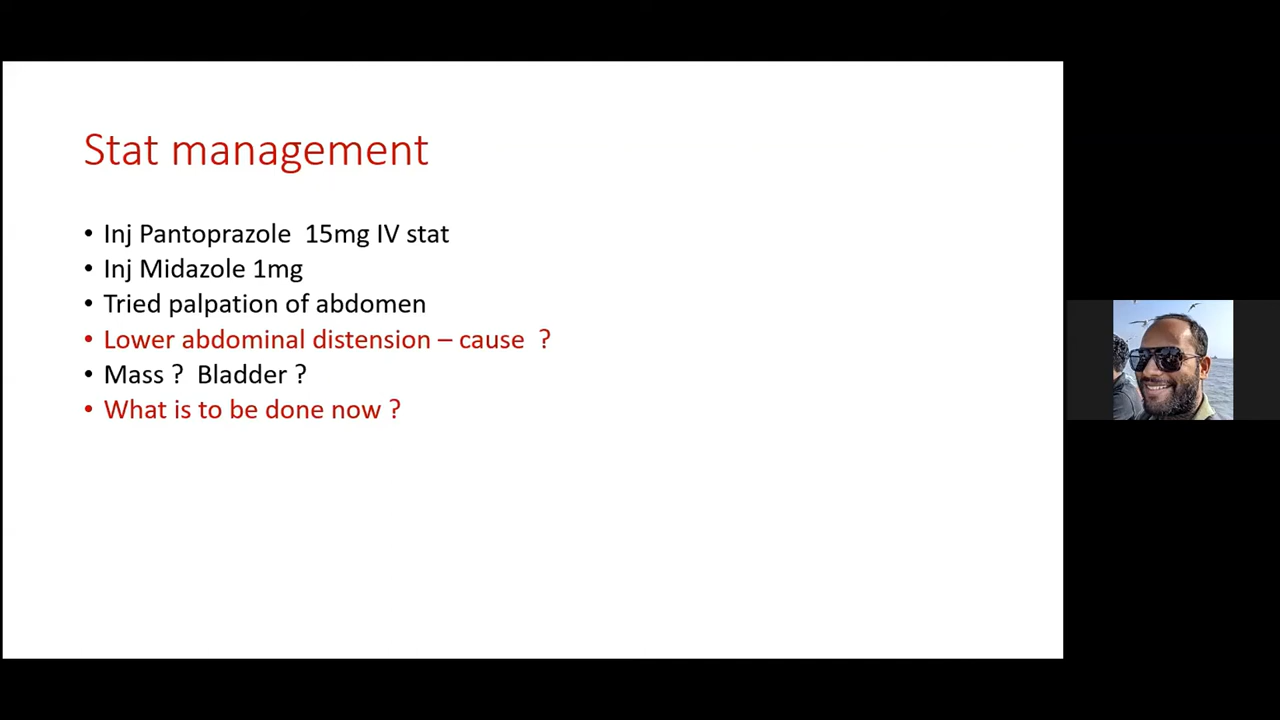 Stat management
• Inj Pantoprazole  15mg IV stat
• Inj Midazole 1mg
• Tried palpation of abdomen
• Lower abdominal distension – cause  ?
• Mass ?  Bladder ?
• What is to be done now ?